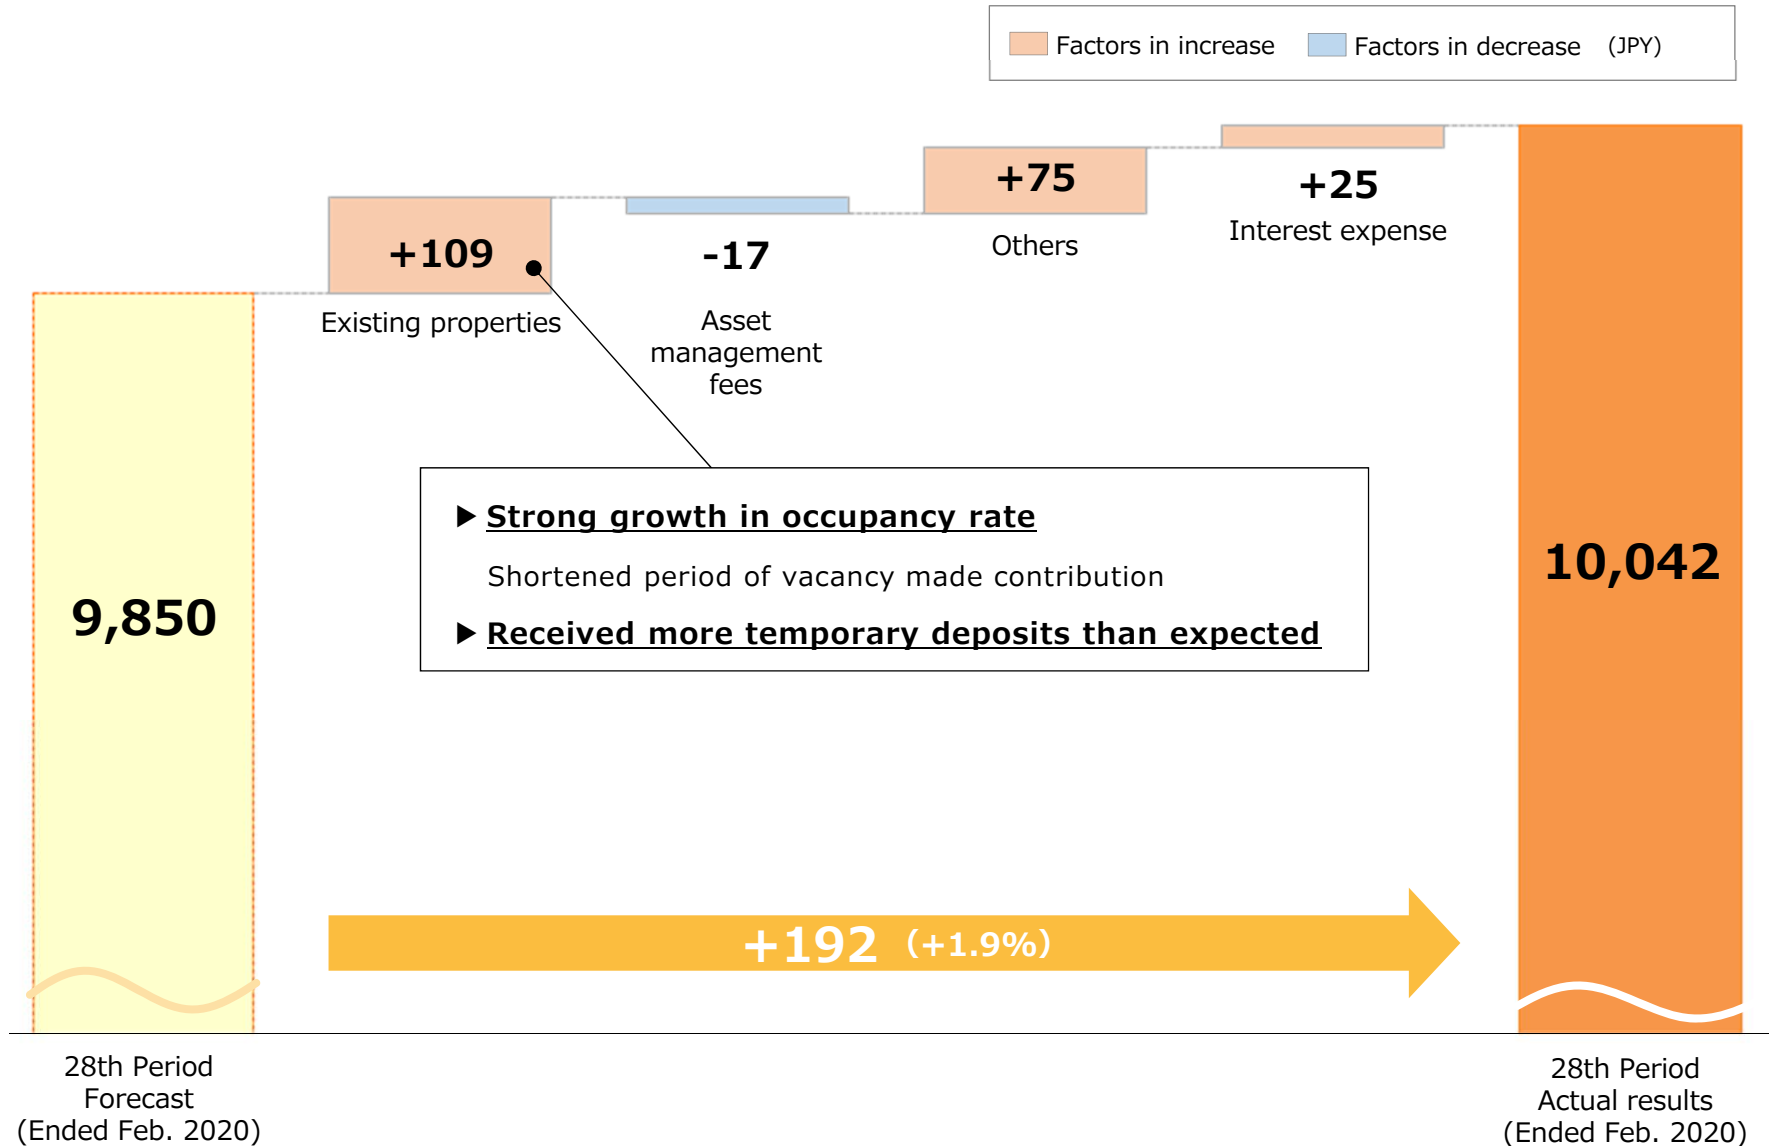 Factors in increase Factors in decrease (JPY)
+109
Existing properties
-17
Asset
management
fees
+75
Others
+25
Interest expense
9,850
10,042
▶ Strong growth in occupancy rate
Shortened period of vacancy made contribution
▶ Received more temporary deposits than expected
+192 (+1.9%)
28th Period
Forecast
(Ended Feb. 2020)
28th Period
Actual results
(Ended Feb. 2020)